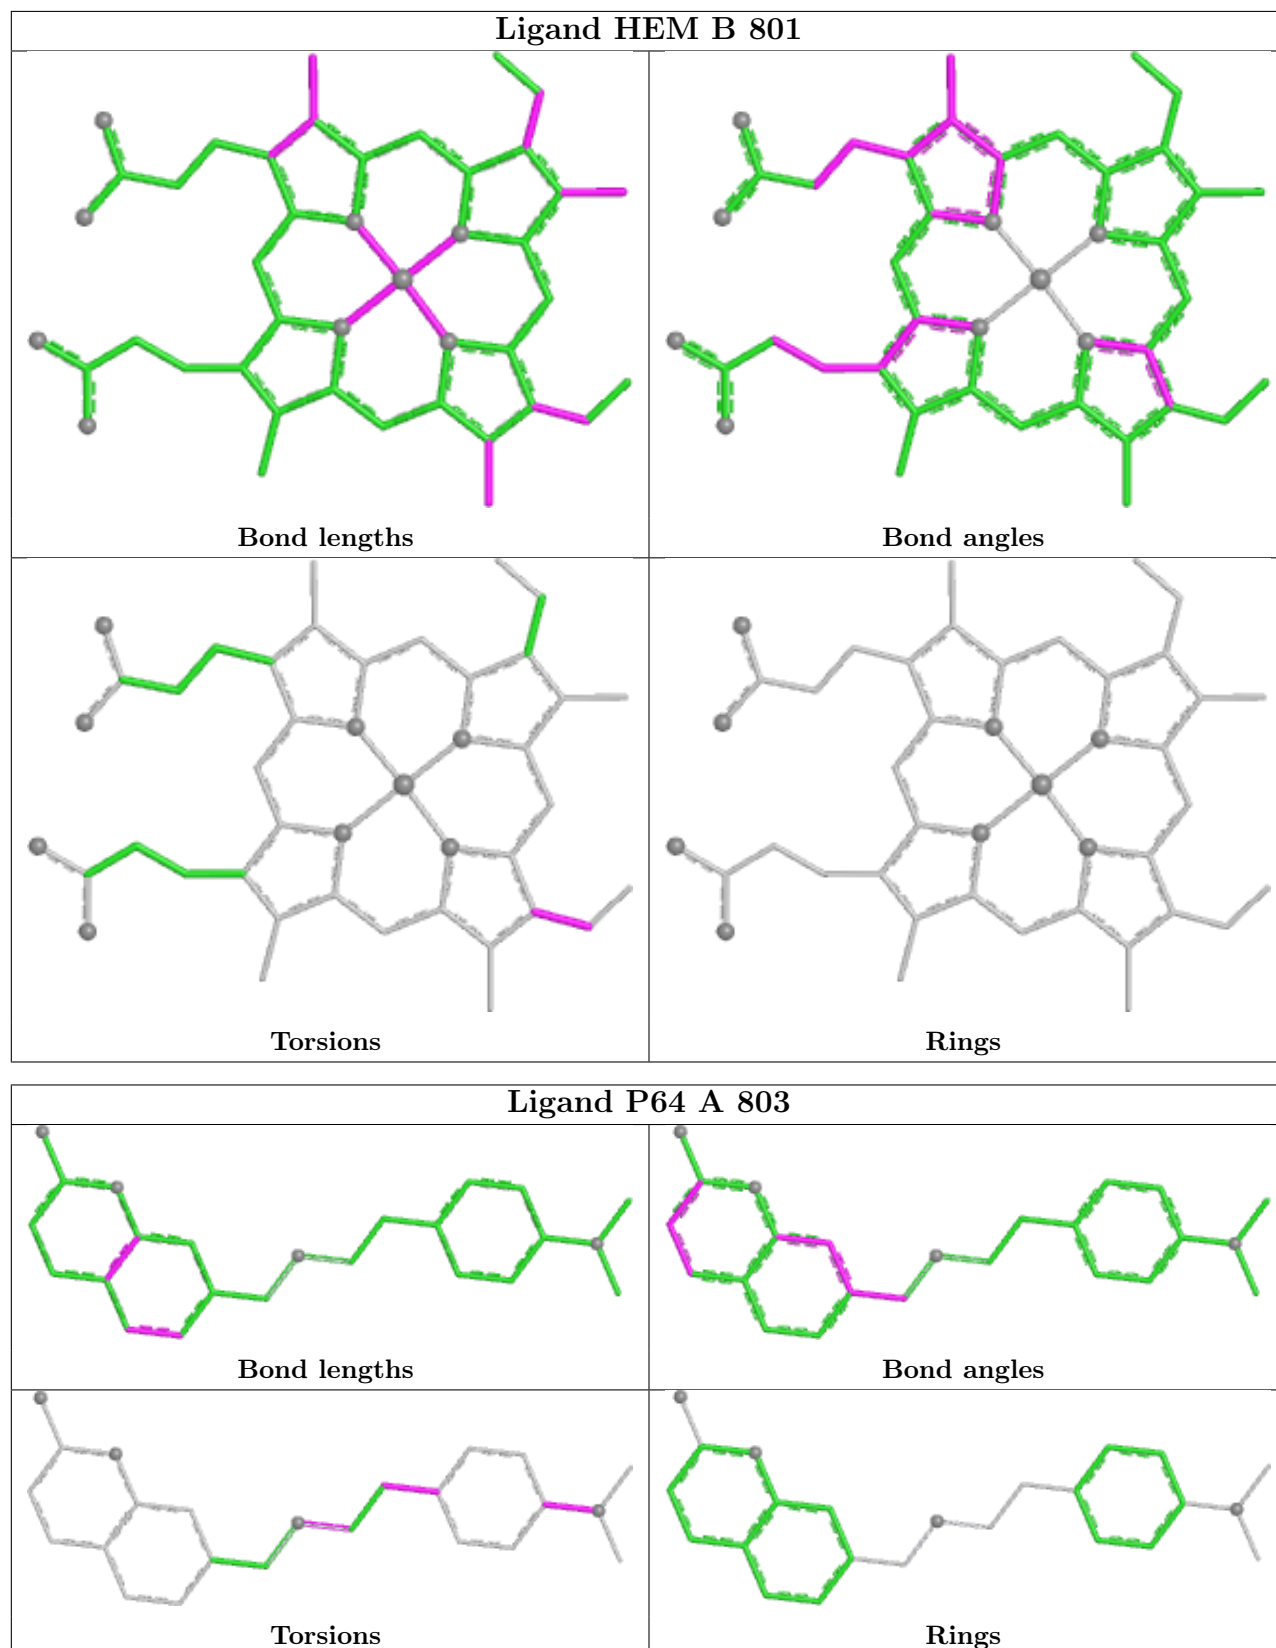 Ligand HEM B 801
Bond lengths
Bond angles
Torsions
Rings
Ligand P64 A 803
Bond lengths
Bond angles
Torsions
Rings